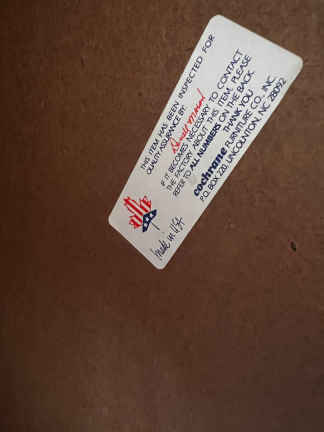 THIS ITEM HAS BEEN INSPECTED FOR
QUALITY ASSURANCE BY:
IF IT BECOMES NECESSARY TO CONTACT
THE FACTORY ABOUT THIS ITEM, PLEASE
REFER TO ALL NUMBERS ON THE BACK.
THANK YOU
cochrane FURNITURE CO., INC.
P.O. BOX 220, LINCOLNTON, NC 28092
Made in USA